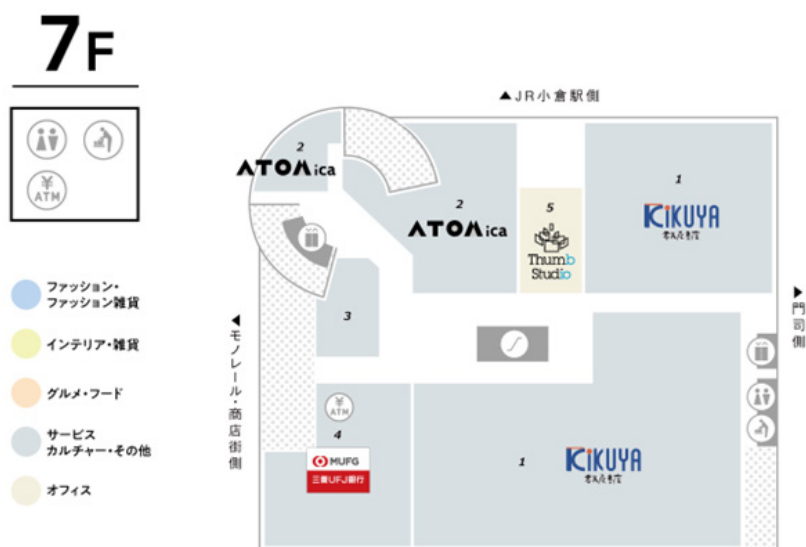 7F
¥
ATM
ファッション・
ファッション雑貨
インテリア・雑貨
グルメ・フード
サービス
カルチャー・その他
オフィス
▲JR小倉駅側
2
ATOMica
2
ATOMica
5
Thumb
Studio
1
KIKUYA
3
◀モノレール・商店街側
▶門司側
¥
ATM
4
MUFG
三菱UFJ銀行
1
KIKUYA